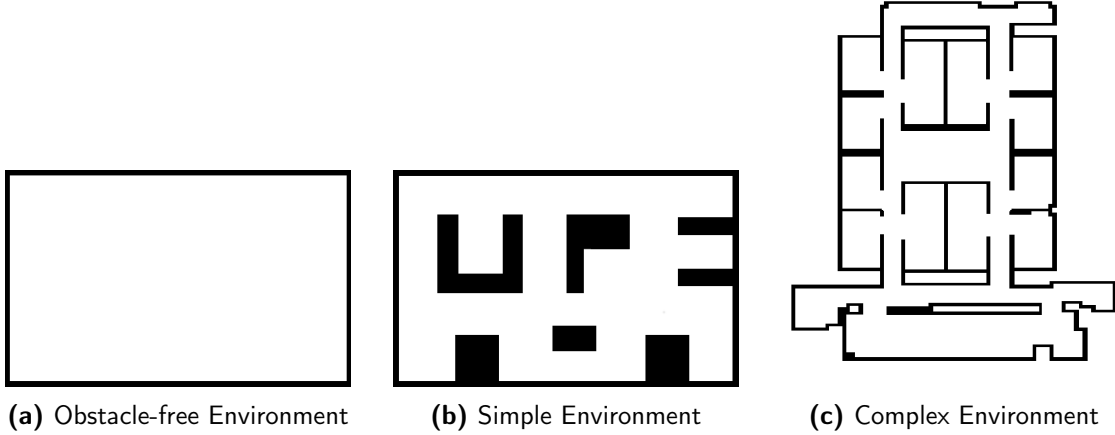 (a) Obstacle-free Environment
(b) Simple Environment
(c) Complex Environment